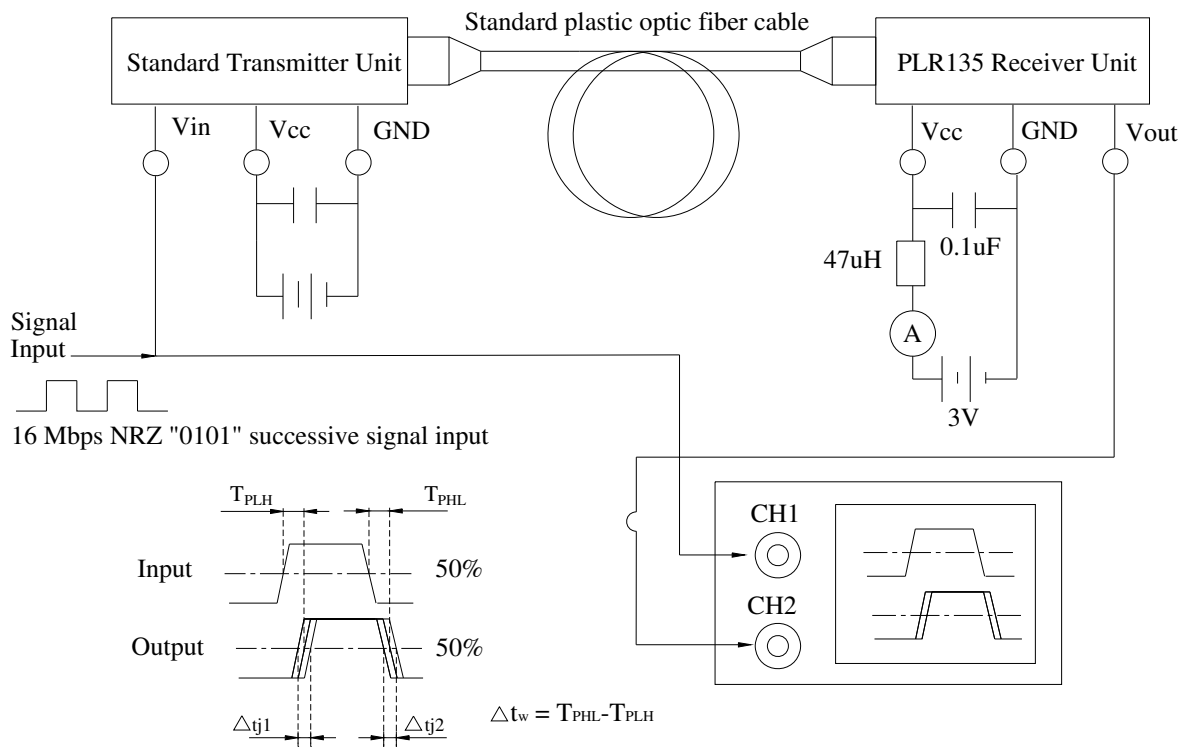 Standard plastic optic fiber cable
Standard Transmitter Unit
PLR135 Receiver Unit
Vin
Vcc
GND
Vcc
GND
Vout
0.1uF
47uH
A
3V
Signal
Input
16 Mbps NRZ "0101" successive signal input
TPLH
TPHL
Input
50%
Output
50%
△tj1
△tj2
△tw = TPHL-TPLH
CH1
CH2